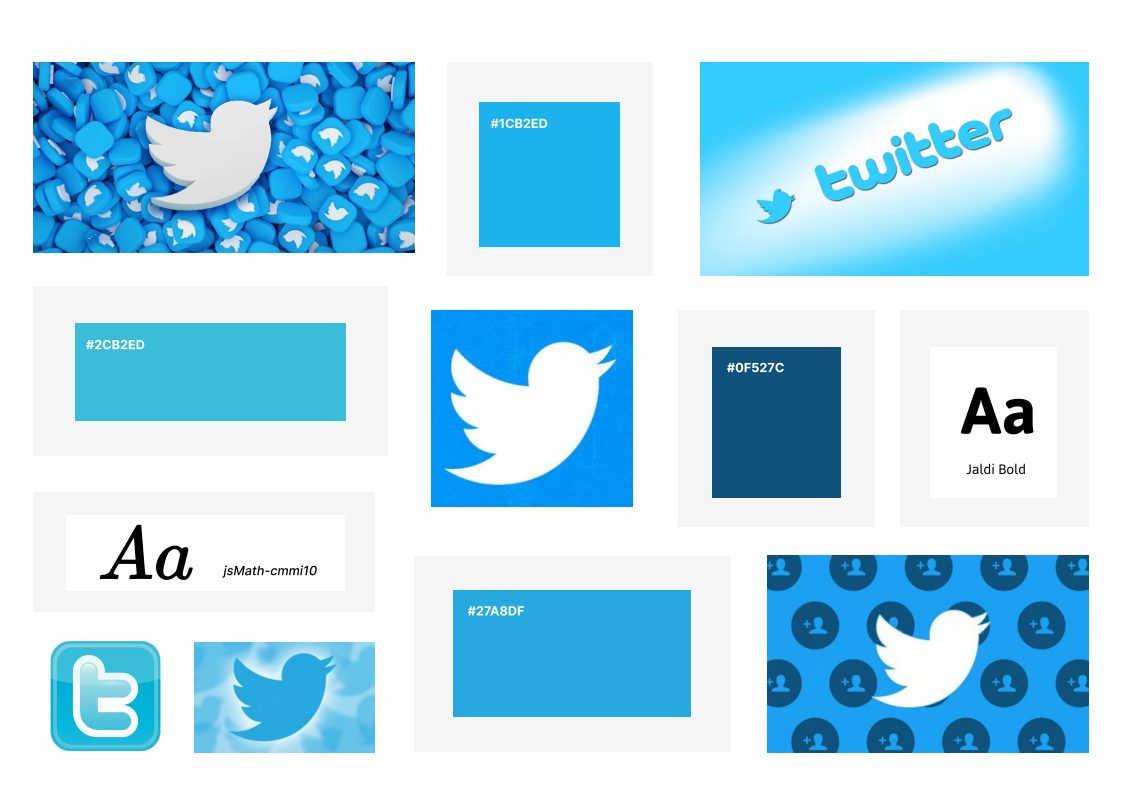 #1CB2ED
twitter
#2CB2ED
#0F527C
Aa
Jaldi Bold
Aa
jsMath-cmmi10
#27A8DF
t